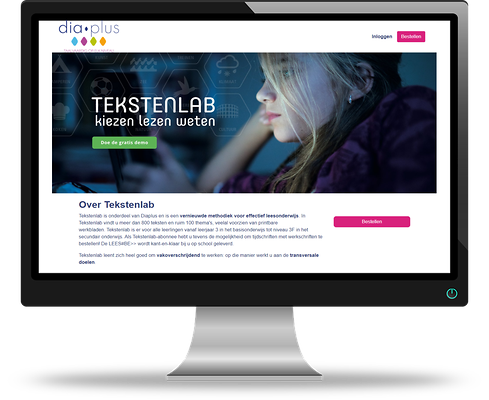 dia plus
Inloggen Bestellen
TEKSTENLAB
kiezen lezen weten
Doe de gratis demo
Over Tekstenlab
Tekstenlab is onderdeel van Diaplus en is een vernieuwde methodiek voor effectief leesonderwijs. In
Tekstenlab vindt u meer dan 800 teksten en ruim 100 thema's, veelal voorzien van printbare
werkbladen. Tekstenlab is er voor alle leerlingen vanaf leerjaar 3 in het basisonderwijs tot niveau 3F in het
secundair onderwijs. Als Tekstenlab-abonnee hebt u tevens de mogelijkheid om tijdschriften met werkschriften te
bestellen! De LEES4BE>> wordt kant-en-klaar bij u op school geleverd.
Bestellen
Tekstenlab leent zich heel goed om vakoverschrijdend te werken: op die manier werkt u aan de transversale
doelen